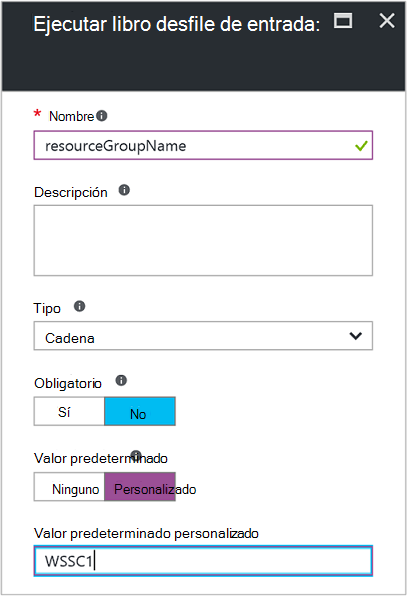 Ejecutar libro desfile de entrada:
* Nombre
resourceGroupName
Descripción
Tipo
Cadena
Obligatorio
Sí No
Valor predeterminado
Ninguno Personalizado
Valor predeterminado personalizado
WSSC1